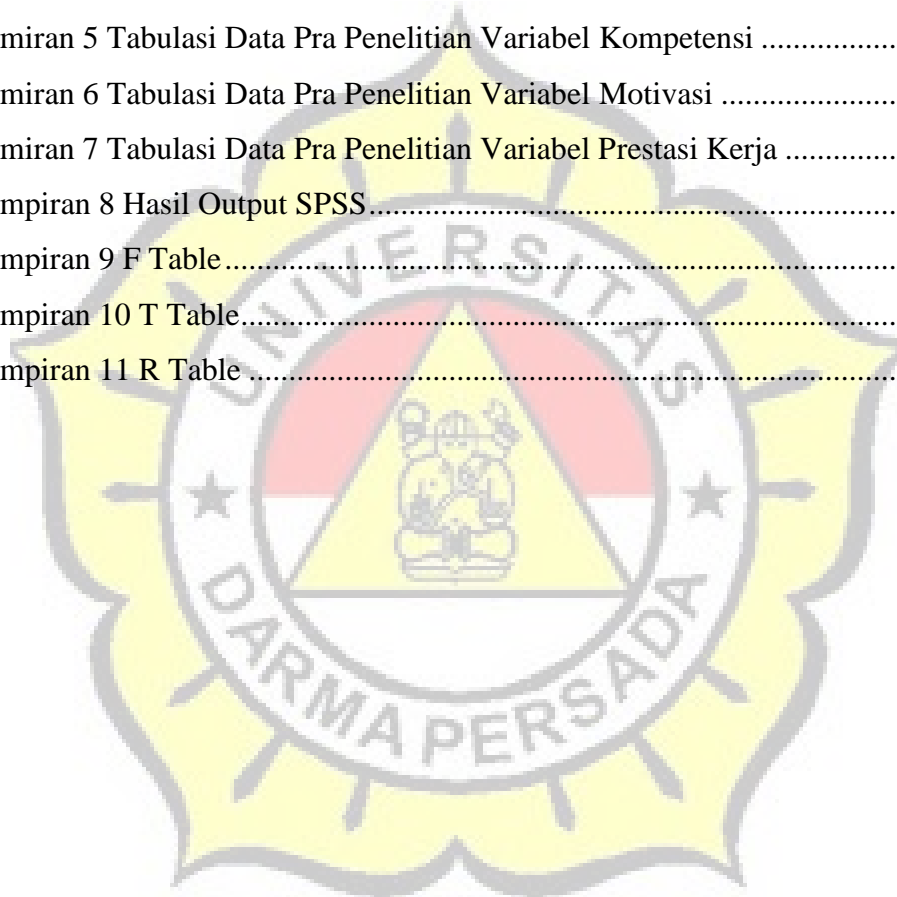 miran 5 Tabulasi Data Pra Penelitian Variabel Kompetensi .................
miran 6 Tabulasi Data Pra Penelitian Variabel Motivasi ......................
miran 7 Tabulasi Data Pra Penelitian Variabel Prestasi Kerja ..............
mpiran 8 Hasil Output SPSS...................................................................
mpiran 9 F Table.....................................................................................
mpiran 10 T Table...................................................................................
mpiran 11 R Table ..................................................................................
UNIVERSITAS
DARMA PERSADA